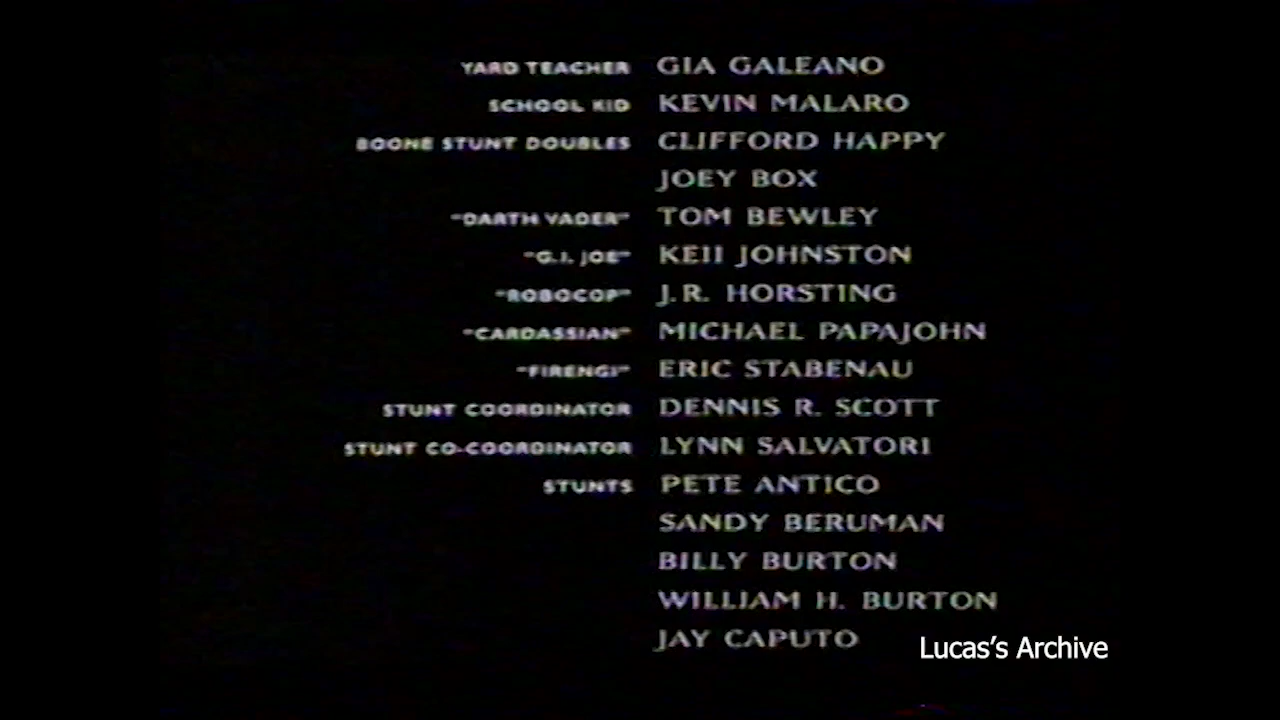 YARD TEACHER GIA GALEANO
SCHOOL KID KEVIN MALARO
BOONE STUNT DOUBLES CLIFFORD HAPPY
JOEY BOX
"DARTH VADER" TOM BEWLEY
"G.I. JOE" KEII JOHNSTON
"ROBOCOP" J.R. HORSTING
"CARDASSIAN" MICHAEL PAPAJOHN
"FIRENGI" ERIC STABENAU
STUNT COORDINATOR DENNIS R. SCOTT
STUNT CO-COORDINATOR LYNN SALVATORI
STUNTS PETE ANTICO
SANDY BERUMAN
BILLY BURTON
WILLIAM H. BURTON
JAY CAPUTO
Lucas's Archive